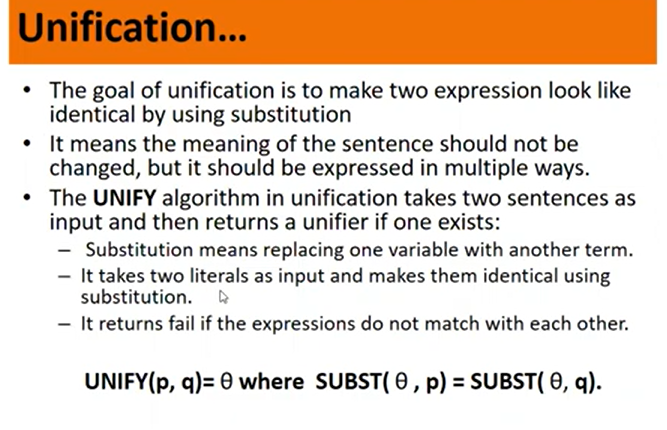 Unification...
• The goal of unification is to make two expression look like
identical by using substitution
• It means the meaning of the sentence should not be
changed, but it should be expressed in multiple ways.
• The UNIFY algorithm in unification takes two sentences as
input and then returns a unifier if one exists:
– Substitution means replacing one variable with another term.
– It takes two literals as input and makes them identical using
substitution.
– It returns fail if the expressions do not match with each other.
UNIFY(p, q)= θ where SUBST( θ , p) = SUBST( θ, q).